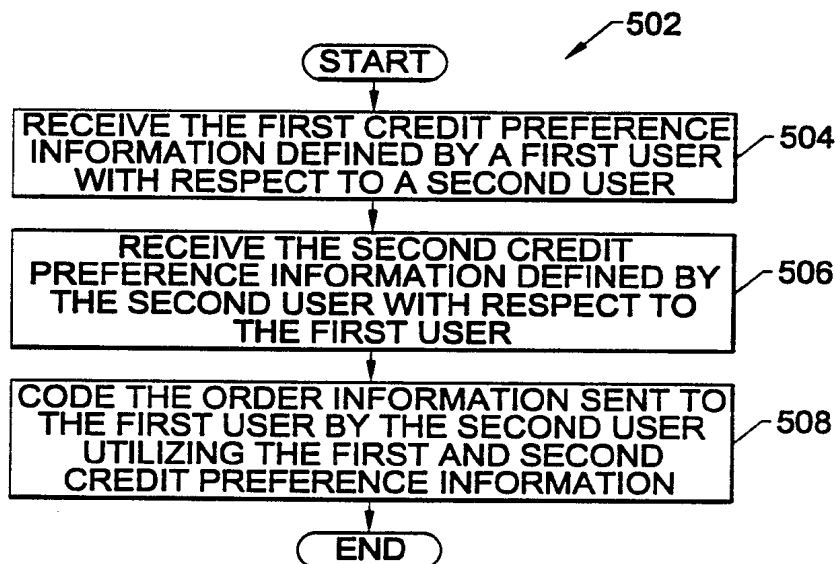 502
START
RECEIVE THE FIRST CREDIT PREFERENCE
INFORMATION DEFINED BY A FIRST USER
WITH RESPECT TO A SECOND USER
504
RECEIVE THE SECOND CREDIT
PREFERENCE INFORMATION DEFINED BY
THE SECOND USER WITH RESPECT TO
THE FIRST USER
506
CODE THE ORDER INFORMATION SENT TO
THE FIRST USER BY THE SECOND USER
UTILIZING THE FIRST AND SECOND
CREDIT PREFERENCE INFORMATION
508
END